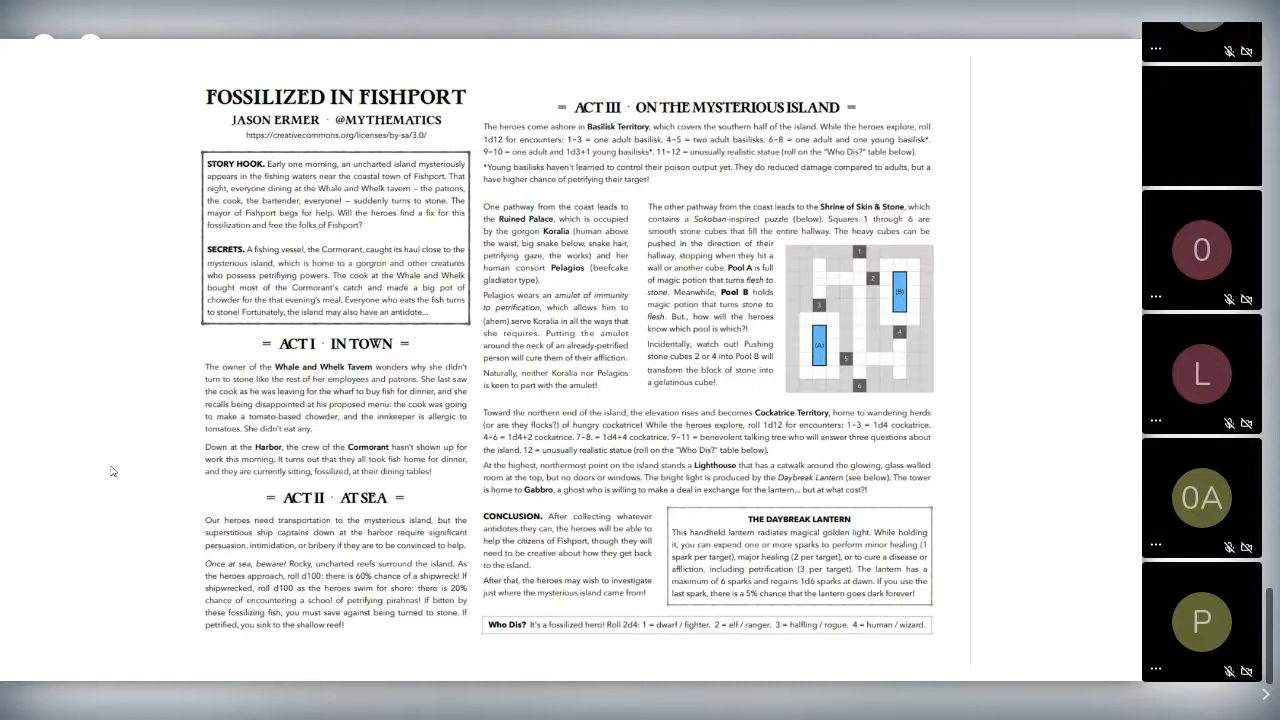 FOSSILIZED IN FISHPORT
JASON ERMER · @MYTHEMATICS
https://creativecommons.org/licenses/by-sa/3.0/
STORY HOOK. Early one morning, an uncharted island mysteriously
appears in the fishing waters near the coastal town of Fishport. That
night, everyone dining at the Whale and Whelk tavern – the patrons,
the cook, the bartender, everyone! – suddenly turns to stone. The
mayor of Fishport begs for help. Will the heroes find a fix for this
fossilization and free the folks of Fishport?
SECRETS. A fishing vessel, the Cormorant, caught its haul close to the
mysterious island, which is home to a gorgron and other creatures
who possess petrifying powers. The cook at the Whale and Whelk
bought most of the Cormorant's catch and made a big pot of
chowder for the that evening's meal. Everyone who eats the fish turns
to stone! Fortunately, the island may also have an antidote...
= ACT I · IN TOWN =
The owner of the Whale and Whelk Tavern wonders why she didn't
turn to stone like the rest of her employees and patrons. She last saw
the cook as he was leaving for the wharf to buy fish for dinner, and she
recalls being disappointed at his proposed menu: the cook was going
to make a tomato-based chowder, and the innkeeper is allergic to
tomatoes. She didn't eat any.
Down at the Harbor, the crew of the Cormorant hasn't shown up for
work this morning. It turns out that they all took fish home for dinner,
and they are currently sitting, fossilized, at their dining tables!
= ACT II · AT SEA =
Our heroes need transportation to the mysterious island, but the
superstitious ship captains down at the harbor require significant
persuasion, intimidation, or bribery if they are to be convinced to help.
Once at sea, beware! Rocky, uncharted reefs surround the island. As
the heroes approach, roll d100: there is 60% chance of a shipwreck! If
shipwrecked, roll d100 as the heroes swim for shore: there is 20%
chance of encountering a school of petrifying pirahnas! If bitten by
these fossilizing fish, you must save against being turned to stone. If
petrified, you sink to the shallow reef!
= ACT III · ON THE MYSTERIOUS ISLAND =
The heroes come ashore in Basilisk Territory, which covers the southern half of the island. While the heroes explore, roll
1d12 for encounters: 1–3 = one adult basilisk. 4–5 = two adult basilisks. 6–8 = one adult and one young basilisk*.
9–10 = one adult and 1d3+1 young basilisks*. 11–12 = unusually realistic statue (roll on the "Who Dis?" table below).
*Young basilisks haven't learned to control their poison output yet. They do reduced damage compared to adults, but a
have higher chance of petrifying their target!
One pathway from the coast leads to
the Ruined Palace, which is occupied
by the gorgon Koralia (human above
the waist, big snake below, snake hair,
petrifying gaze, the works) and her
human consort Pelagios (beefcake
gladiator type).
Pelagios wears an amulet of immunity
to petrification, which allows him to
(ahem) serve Koralia in all the ways that
she requires. Putting the amulet
around the neck of an already-petrified
person will cure them of their affliction.
Naturally, neither Koralia nor Pelagios
is keen to part with the amulet!
The other pathway from the coast leads to the Shrine of Skin & Stone, which
contains a Sokoban-inspired puzzle (below). Squares 1 through 6 are
smooth stone cubes that fill the entire hallway. The heavy cubes can be
pushed in the direction of their
hallway, stopping when they hit a
wall or another cube. Pool A is full
of magic potion that turns flesh to
stone. Meanwhile, Pool B holds
magic potion that turns stone to
flesh. But., how will the heroes
know which pool is which?!
Incidentally, watch out! Pushing
stone cubes 2 or 4 into Pool B will
transform the block of stone into
a gelatinous cube!
1
2
(B)
3
4
(A)
5
6
Toward the northern end of the island, the elevation rises and becomes Cockatrice Territory, home to wandering herds
(or are they flocks?) of hungry cockatrice! While the heroes explore, roll 1d12 for encounters: 1–3 = 1d4 cockatrice.
4–6 = 1d4+2 cockatrice. 7–8. = 1d4+4 cockatrice. 9–11 = benevolent talking tree who will answer three questions about
the island. 12 = unusually realistic statue (roll on the "Who Dis?" table below).
At the highest, northernmost point on the island stands a Lighthouse that has a catwalk around the glowing, glass-walled
room at the top, but no doors or windows. The bright light is produced by the Daybreak Lantern (see below). The tower
is home to Gabbro, a ghost who is willing to make a deal in exchange for the lantern... but at what cost?!
CONCLUSION. After collecting whatever
antidotes they can, the heroes will be able to
help the citizens of Fishport, though they will
need to be creative about how they get back
to the island.
After that, the heroes may wish to investigate
just where the mysterious island came from!
THE DAYBREAK LANTERN
This handheld lantern radiates magical golden light. While holding
it, you can expend one or more sparks to perform minor healing (1
spark per target), major healing (2 per target), or to cure a disease or
affliction, including petrification (3 per target). The lantern has a
maximum of 6 sparks and regains 1d6 sparks at dawn. If you use the
last spark, there is a 5% chance that the lantern goes dark forever!
Who Dis? It's a fossilized hero! Roll 2d4: 1 = dwarf / fighter. 2 = elf / ranger. 3 = halfling / rogue. 4 = human / wizard.
0
L
0A
P